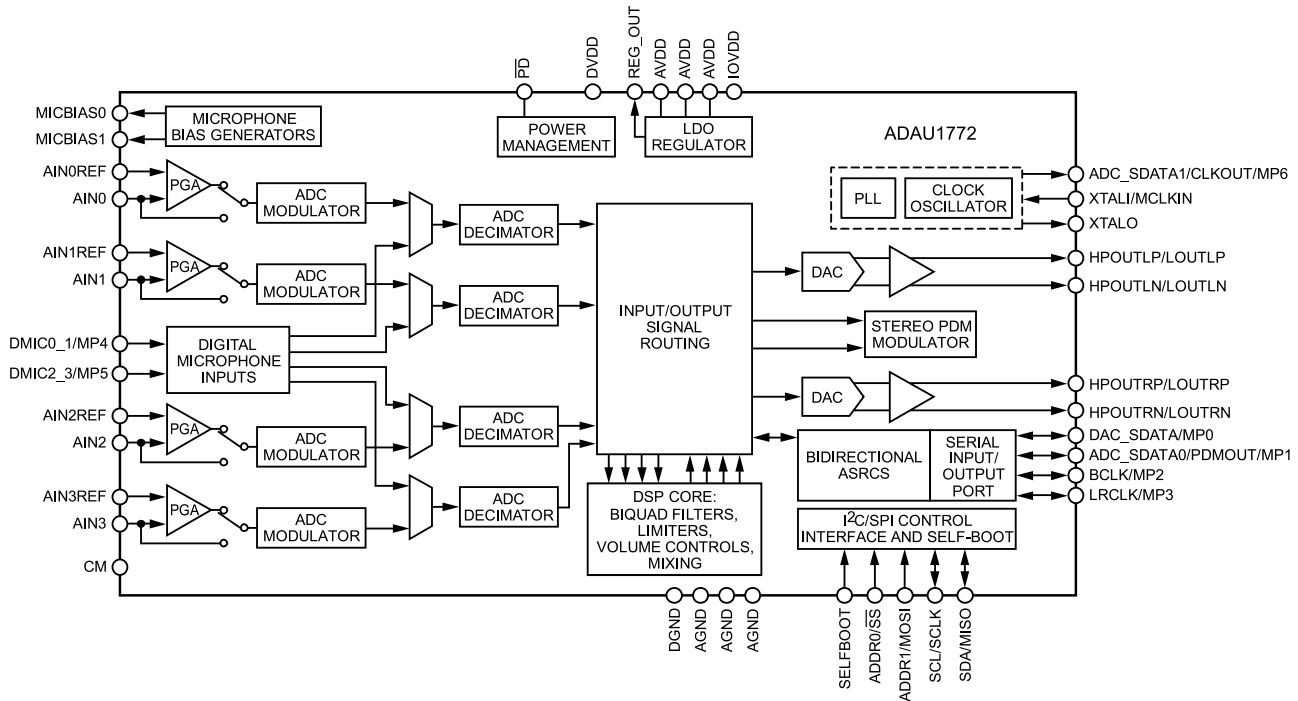 PD
DVDD
REG_OUT
AVDD
AVDD
AVDD
IOVDD
MICBIAS0
MICBIAS1
MICROPHONE
BIAS GENERATORS
POWER
MANAGEMENT
LDO
REGULATOR
ADAU1772
AIN0REF
AIN0
PGA
ADC
MODULATOR
ADC
DECIMATOR
AIN1REF
AIN1
PGA
ADC
MODULATOR
ADC
DECIMATOR
DMIC0_1/MP4
DMIC2_3/MP5
DIGITAL
MICROPHONE
INPUTS
AIN2REF
AIN2
PGA
ADC
MODULATOR
ADC
DECIMATOR
AIN3REF
AIN3
PGA
ADC
MODULATOR
ADC
DECIMATOR
CM
INPUT/OUTPUT
SIGNAL
ROUTING
DSP CORE:
BIQUAD FILTERS,
LIMITERS,
VOLUME CONTROLS,
MIXING
PLL
CLOCK
OSCILLATOR
ADC_SDATA1/CLKOUT/MP6
XTALI/MCLKIN
XTALO
DAC
HPOUTLP/LOUTLP
HPOUTLN/LOUTLN
STEREO PDM
MODULATOR
DAC
HPOUTRP/LOUTRP
HPOUTRN/LOUTRN
BIDIRECTIONAL
ASRCS
SERIAL
INPUT/
OUTPUT
PORT
DAC_SDATA/MP0
ADC_SDATA0/PDMOUT/MP1
BCLK/MP2
LRCLK/MP3
I2C/SPI CONTROL
INTERFACE AND SELF-BOOT
DGND
AGND
AGND
AGND
SELFBOOT
ADDR0/SS
ADDR1/MOSI
SCL/SCLK
SDA/MISO